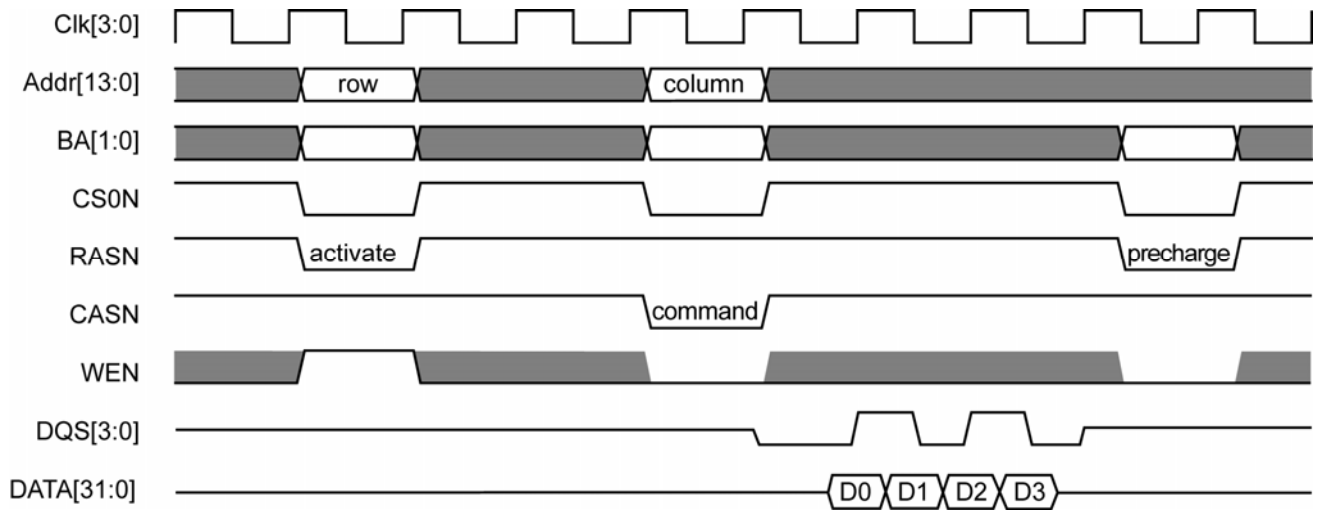 Clk[3:0]
Addr[13:0] row column
BA[1:0]
CS0N
RASN activate precharge
CASN command
WEN
DQS[3:0]
DATA[31:0] D0 D1 D2 D3